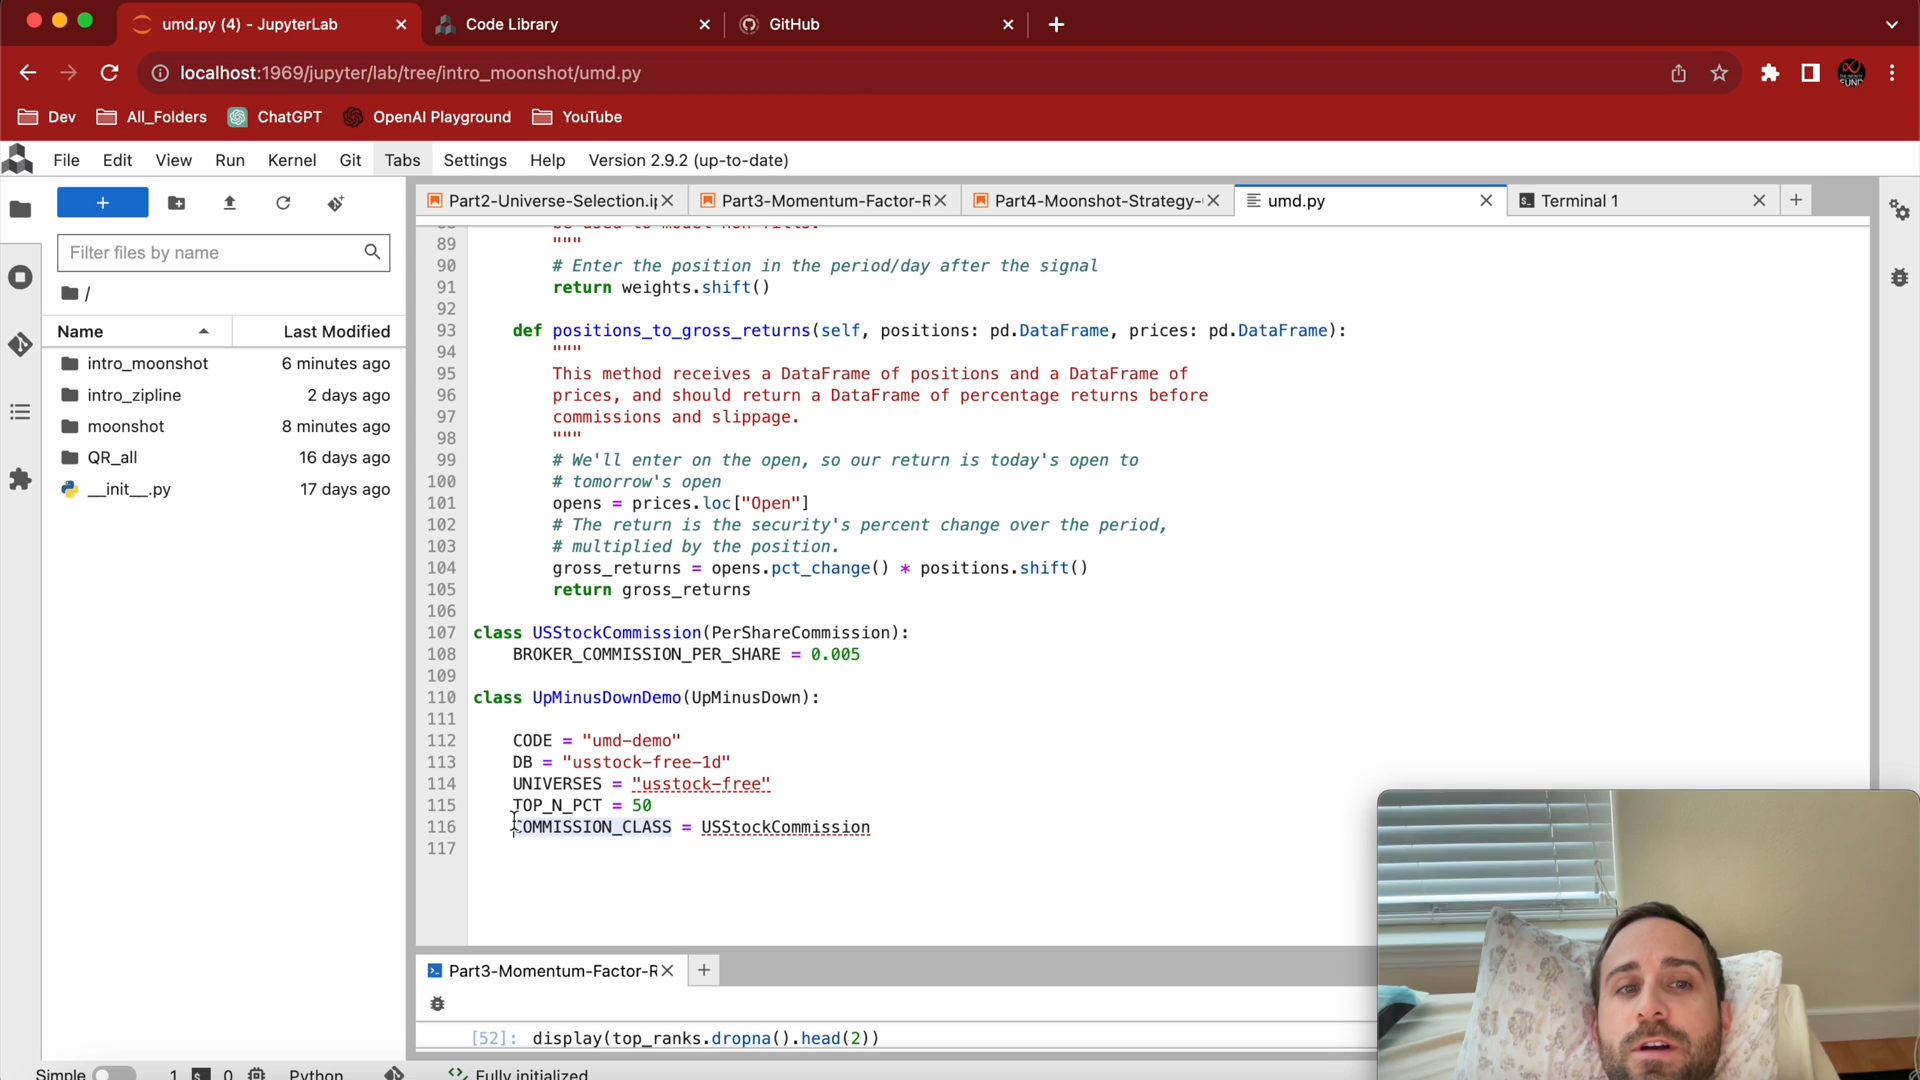 umd.py (4) - JupyterLab
Code Library
GitHub
localhost:1969/jupyter/lab/tree/intro_moonshot/umd.py
Dev
All_Folders
ChatGPT
OpenAI Playground
YouTube
File Edit View Run Kernel Git Tabs Settings Help Version 2.9.2 (up-to-date)
Filter files by name
/
Name Last Modified
intro_moonshot 6 minutes ago
intro_zipline 2 days ago
moonshot 8 minutes ago
QR_all 16 days ago
__init__.py 17 days ago
Part2-Universe-Selection.i
Part3-Momentum-Factor-R
Part4-Moonshot-Strategy-
umd.py
Terminal 1
be used to model non-fills.
89 """
90 # Enter the position in the period/day after the signal
91 return weights.shift()
92
93 def positions_to_gross_returns(self, positions: pd.DataFrame, prices: pd.DataFrame):
94 """
95 This method receives a DataFrame of positions and a DataFrame of
96 prices, and should return a DataFrame of percentage returns before
97 commissions and slippage.
98 """
99 # We'll enter on the open, so our return is today's open to
100 # tomorrow's open
101 opens = prices.loc["Open"]
102 # The return is the security's percent change over the period,
103 # multiplied by the position.
104 gross_returns = opens.pct_change() * positions.shift()
105 return gross_returns
106
107 class USStockCommission(PerShareCommission):
108 BROKER_COMMISSION_PER_SHARE = 0.005
109
110 class UpMinusDownDemo(UpMinusDown):
111
112 CODE = "umd-demo"
113 DB = "usstock-free-1d"
114 UNIVERSES = "usstock-free"
115 TOP_N_PCT = 50
116 COMMISSION_CLASS = USStockCommission
117
Part3-Momentum-Factor-R
[52]: display(top_ranks.dropna().head(2))
Simple 1 0 Python Fully initialized